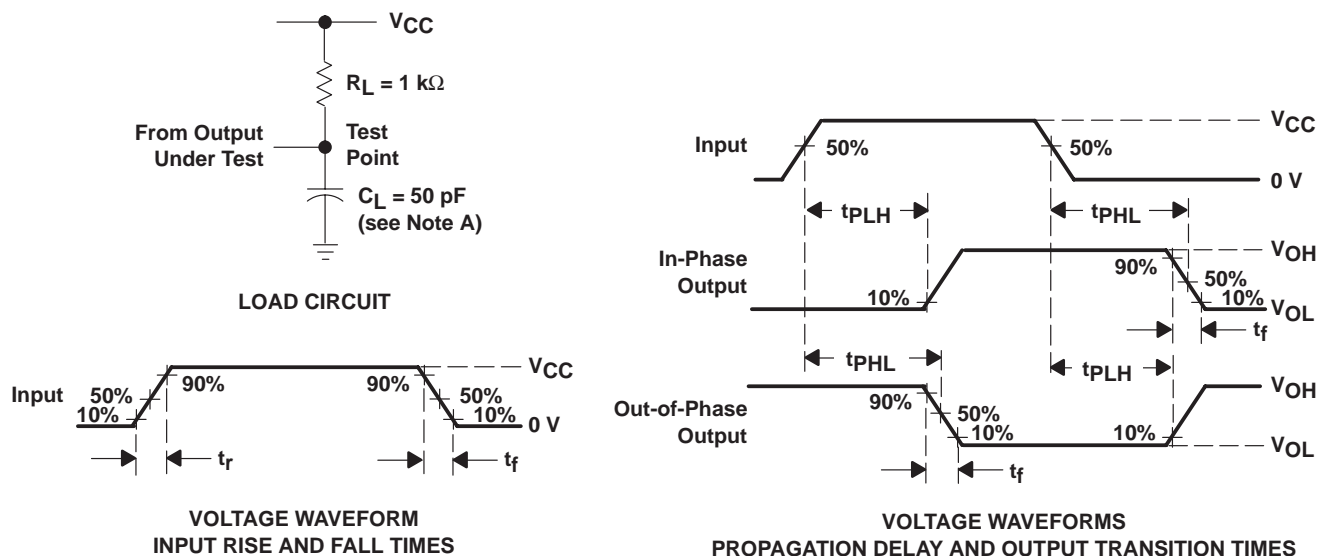 VCC
RL = 1 kΩ
From Output
Under Test
Test
Point
CL = 50 pF
(see Note A)
LOAD CIRCUIT
Input
50%
10%
90%
90%
50%
10%
VCC
0 V
tr
tf
VOLTAGE WAVEFORM
INPUT RISE AND FALL TIMES
Input
50%
50%
VCC
0 V
tPLH
tPHL
In-Phase
Output
10%
90%
50%
10%
VOH
VOL
tf
tPHL
tPLH
Out-of-Phase
Output
90%
50%
10%
10%
VOH
VOL
tf
VOLTAGE WAVEFORMS
PROPAGATION DELAY AND OUTPUT TRANSITION TIMES